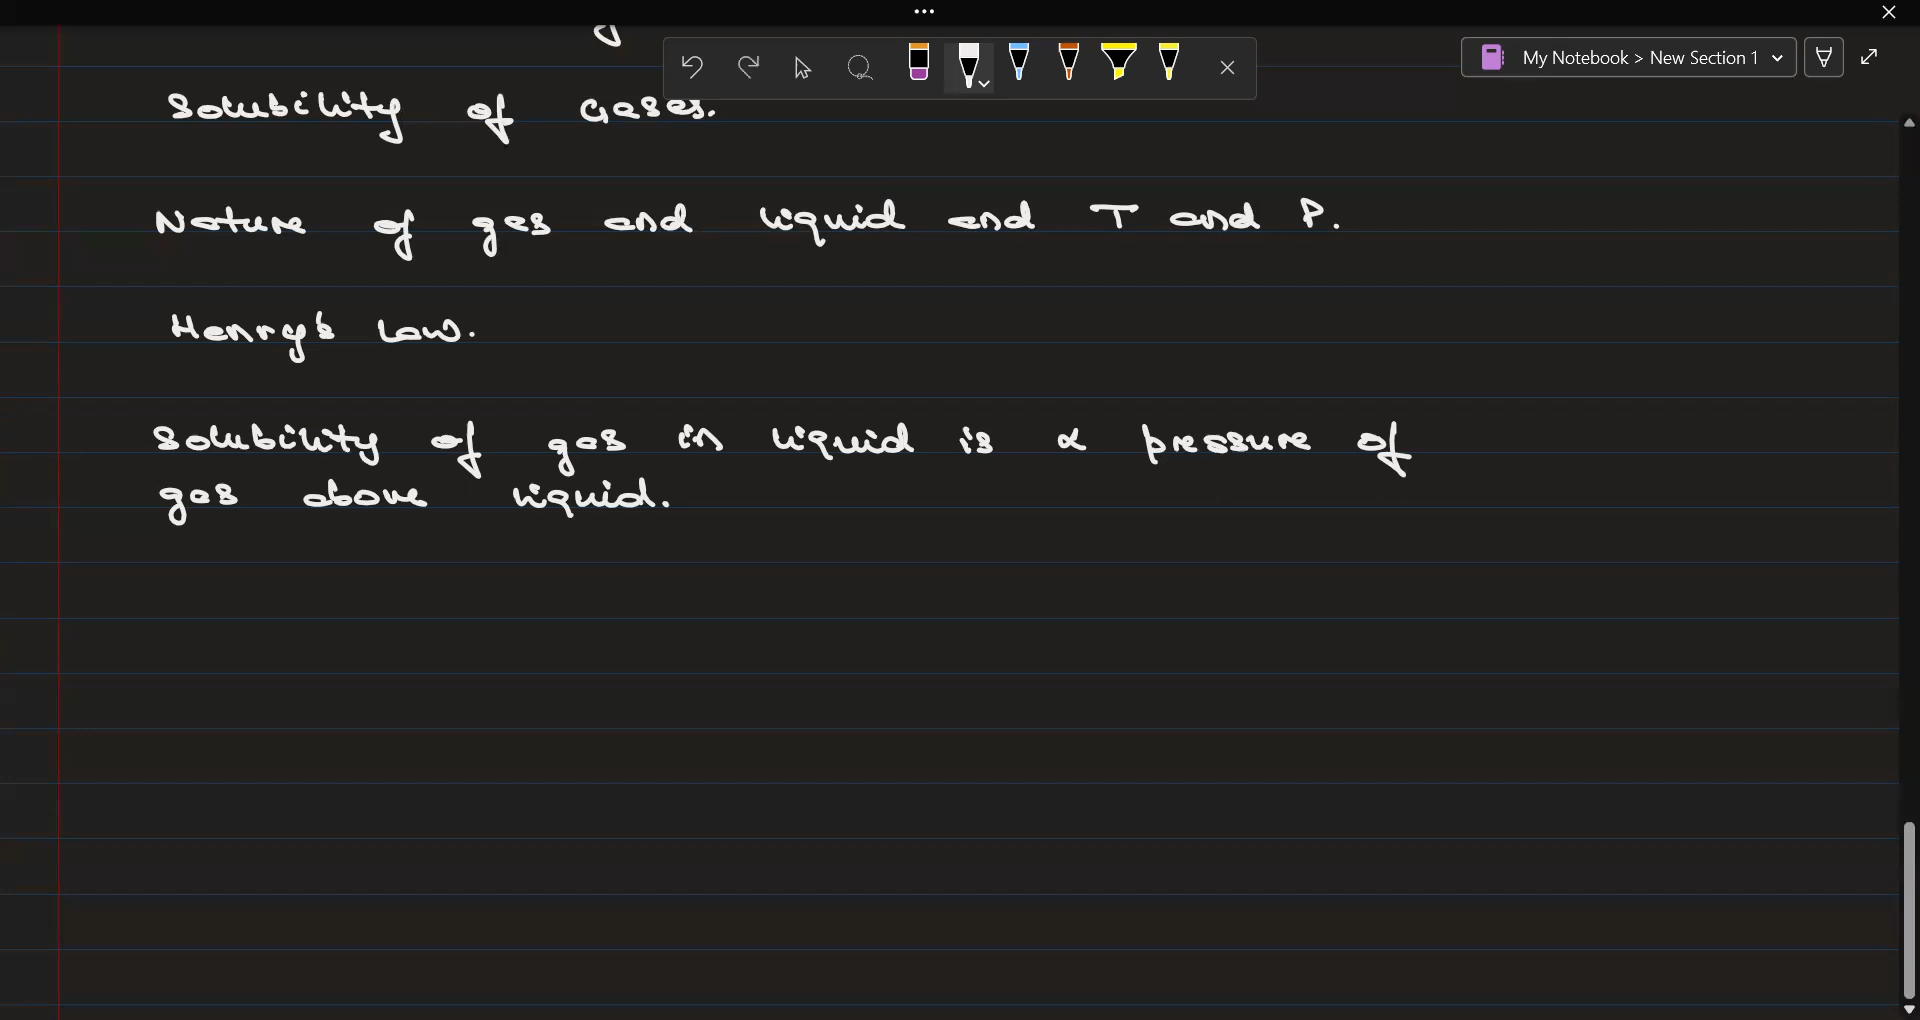 My Notebook > New Section 1
Solubility of Gases.
Nature of gas and liquid and T and P.
Henry's Law.
Solubility of gas in liquid is α pressure of
gas above liquid.